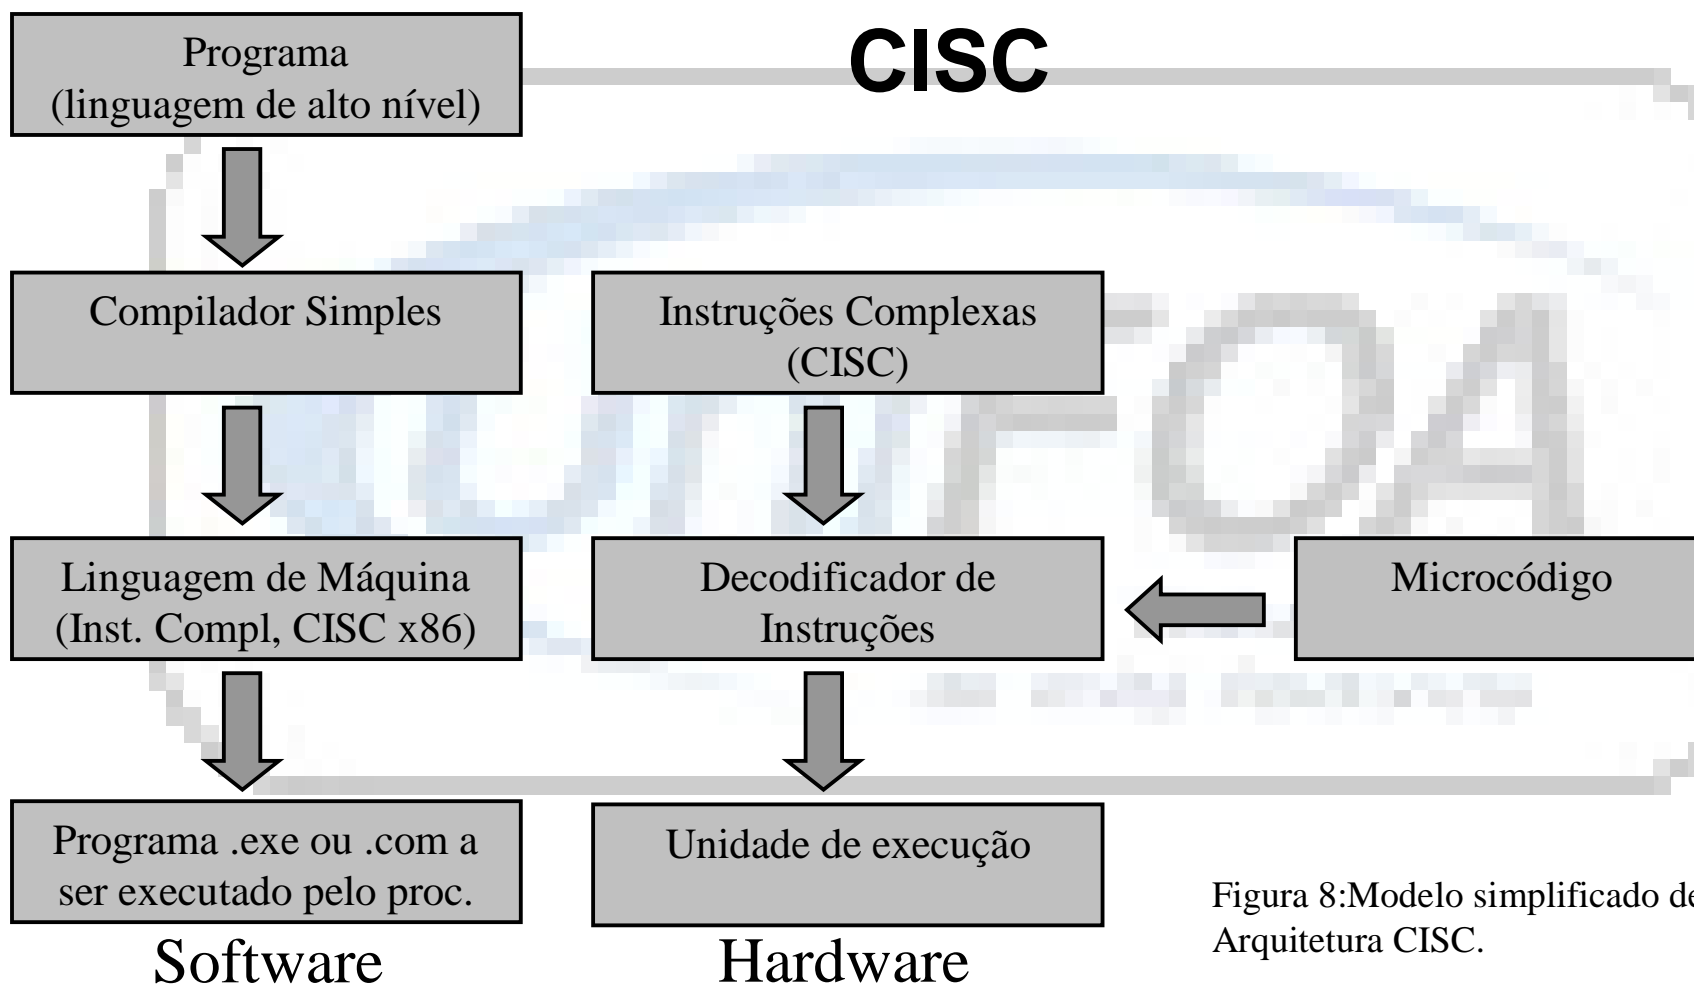 CISC
Programa
(linguagem de alto nível)
Compilador Simples
Linguagem de Máquina
(Inst. Compl, CISC x86)
Programa .exe ou .com a
ser executado pelo proc.
Software
Instruções Complexas
(CISC)
Decodificador de
Instruções
Unidade de execução
Hardware
Microcódigo
Figura 8:Modelo simplificado de
Arquitetura CISC.
UniFOA